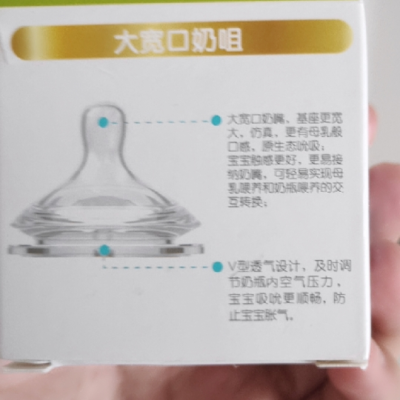 大宽口奶咀
大宽口奶嘴、基座更宽
大、仿真，更有母乳般
口感，原生态吮吸；
宝宝触感更好，更易接
给奶嘴，可轻易实现母
乳喂养和奶瓶喂养的交
互转换；
V型透气设计，及时调
节奶瓶内空气压力，
宝宝吸吮更顺畅，防
止宝宝胀气。